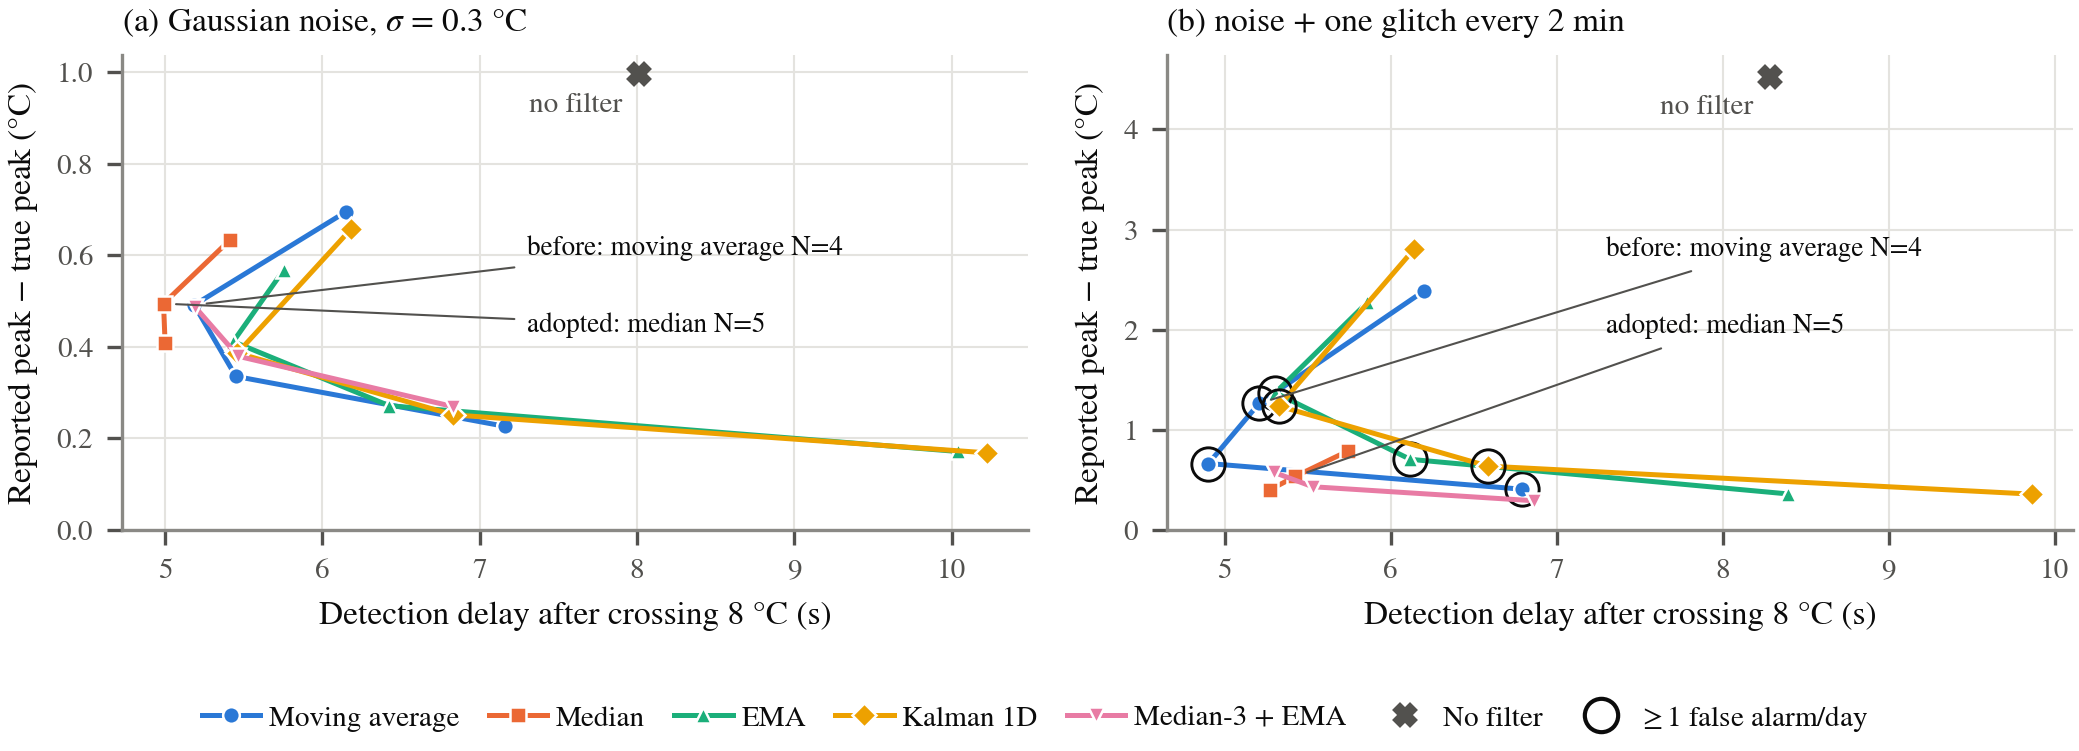 (a) Gaussian noise, σ = 0.3 °C
Reported peak − true peak (°C)
1.0
0.8
0.6
0.4
0.2
0.0
no filter
before: moving average N=4
adopted: median N=5
5 6 7 8 9 10
Detection delay after crossing 8 °C (s)
(b) noise + one glitch every 2 min
Reported peak − true peak (°C)
4
3
2
1
0
no filter
before: moving average N=4
adopted: median N=5
5 6 7 8 9 10
Detection delay after crossing 8 °C (s)
Moving average Median EMA Kalman 1D Median-3 + EMA No filter ≥ 1 false alarm/day